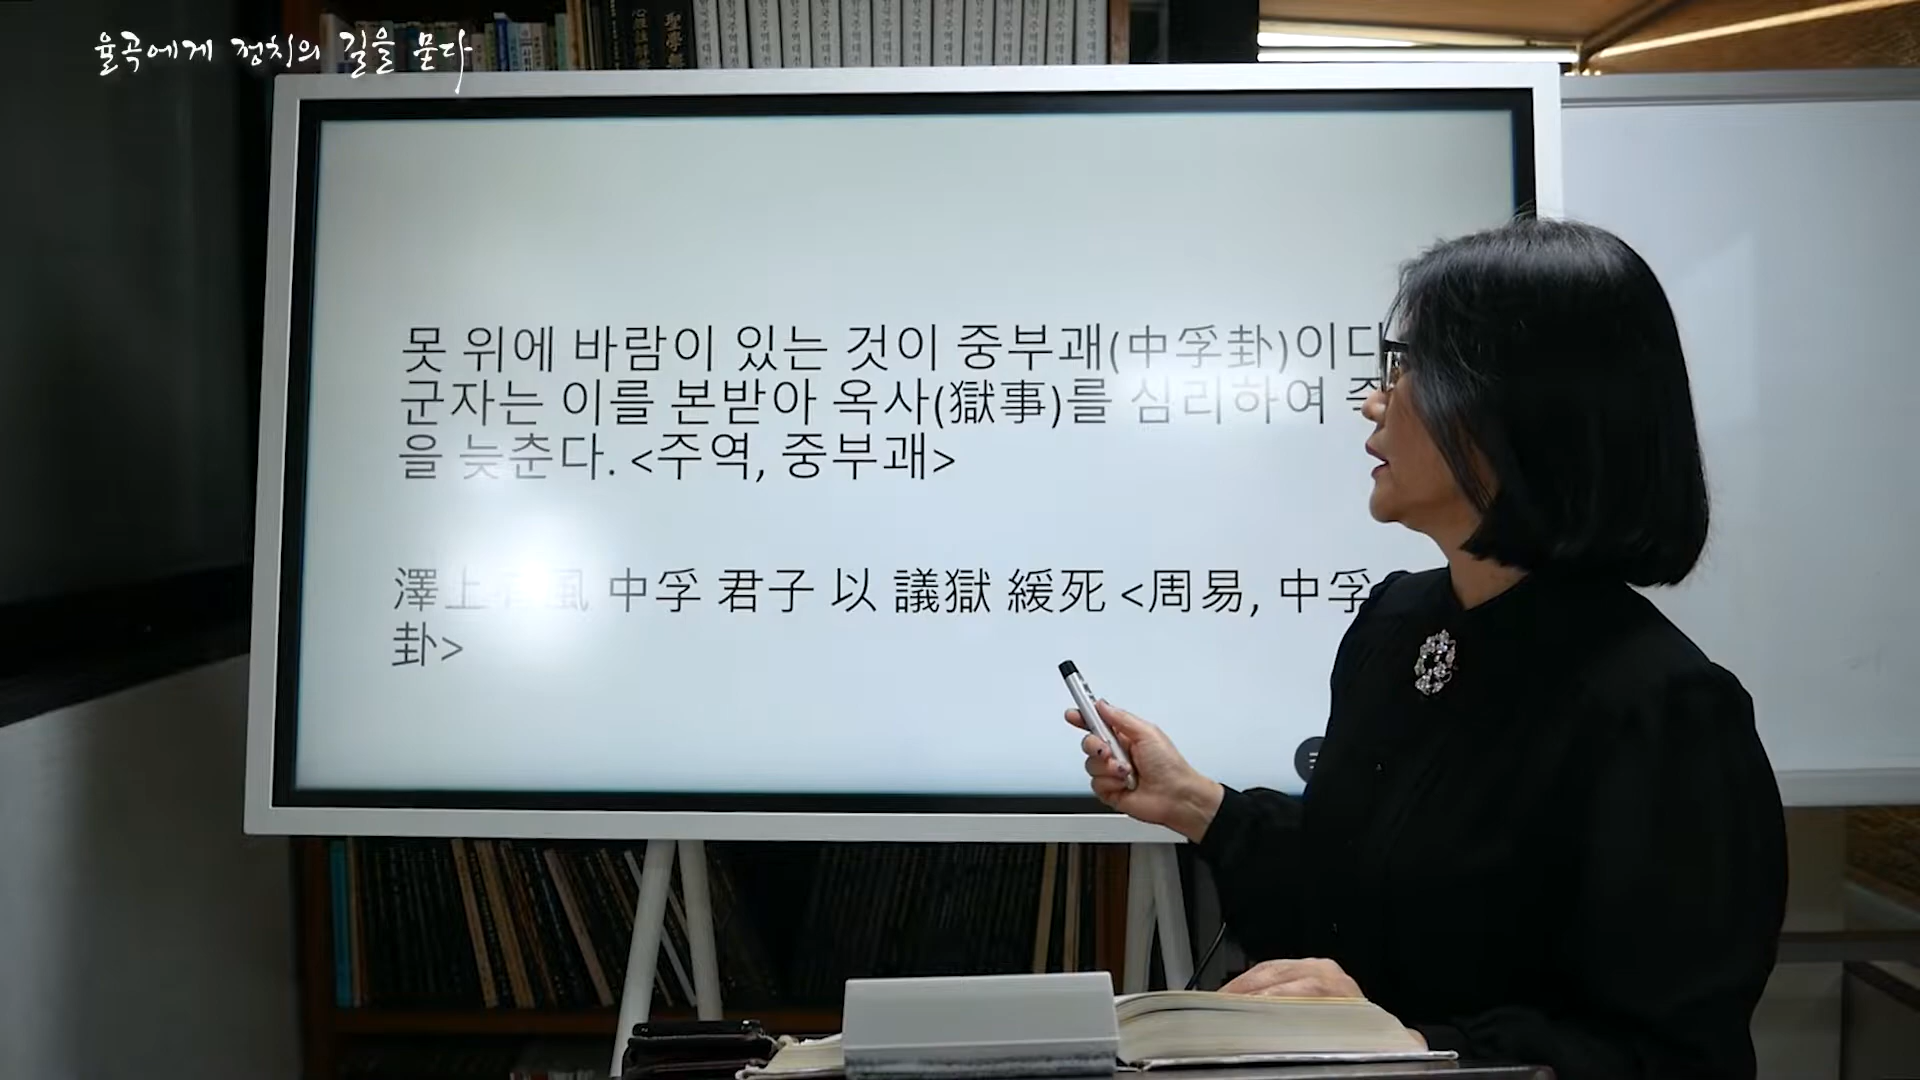 율곡에게 정치의 길을 묻다
못 위에 바람이 있는 것이 중부괘(中孚卦)이다
군자는 이를 본받아 옥사(獄事)를 심리하여
을 늦춘다. <주역, 중부괘>
澤上有風 中孚 君子 以 議獄 緩死 <周易, 中孚
卦>